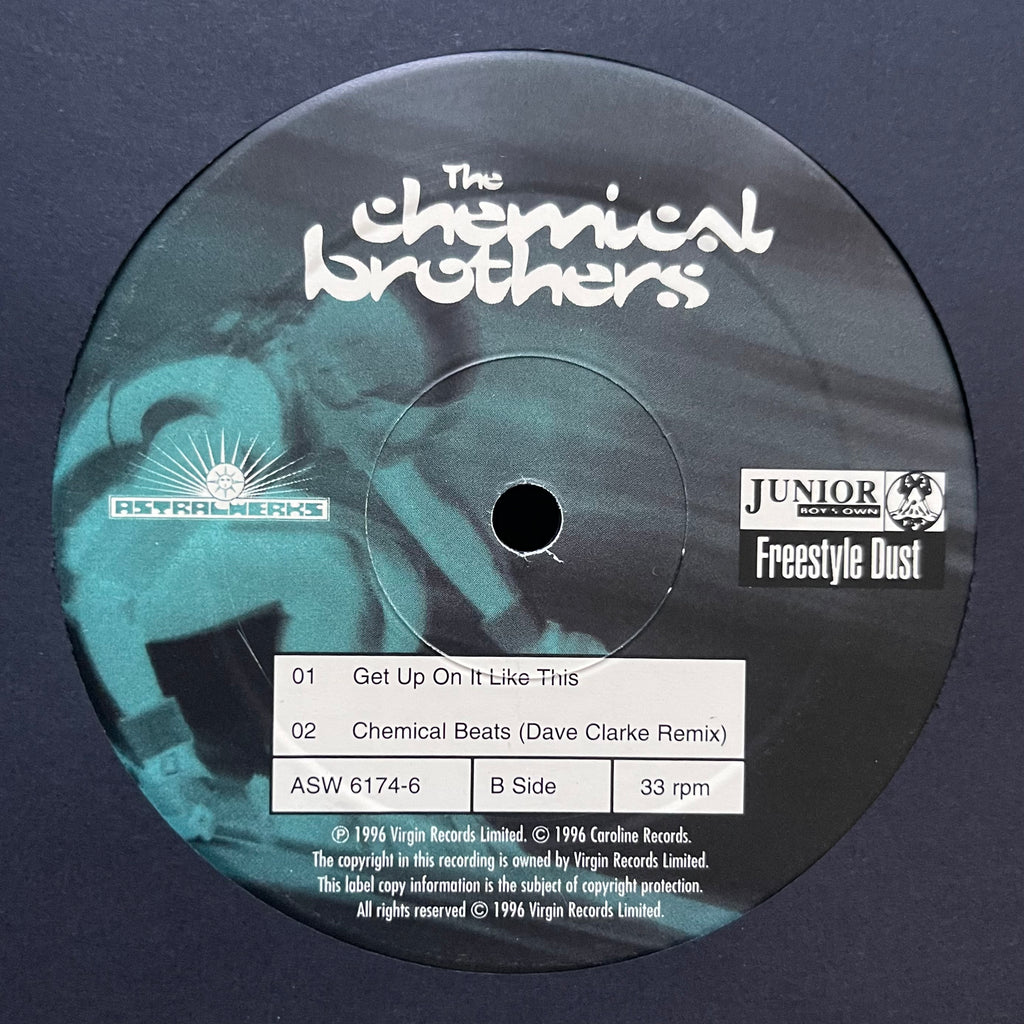 The
chemical
brothers
ASTRALWERKS
JUNIOR
BOY'S OWN
Freestyle Dust
01 Get Up On It Like This
02 Chemical Beats (Dave Clarke Remix)
ASW 6174-6 B Side 33 rpm
℗ 1996 Virgin Records Limited. © 1996 Caroline Records.
The copyright in this recording is owned by Virgin Records Limited.
This label copy information is the subject of copyright protection.
All rights reserved © 1996 Virgin Records Limited.